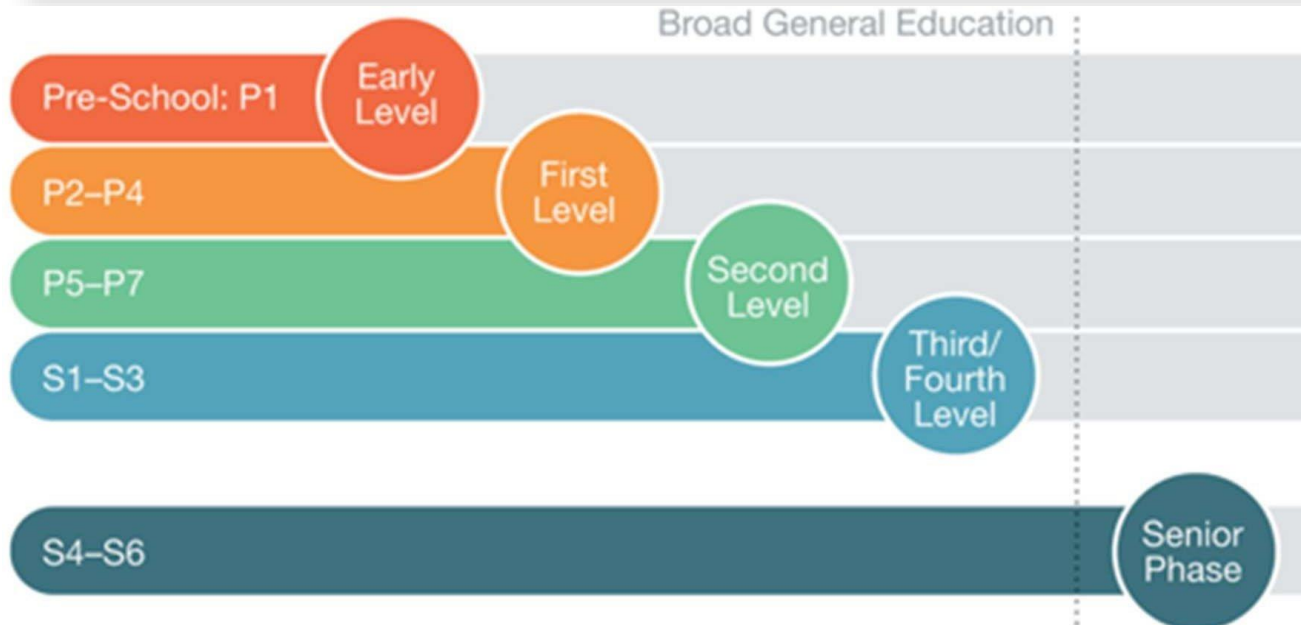 Broad General Education
Pre-School: P1
Early
Level
P2–P4
First
Level
P5–P7
Second
Level
S1–S3
Third/
Fourth
Level
S4–S6
Senior
Phase